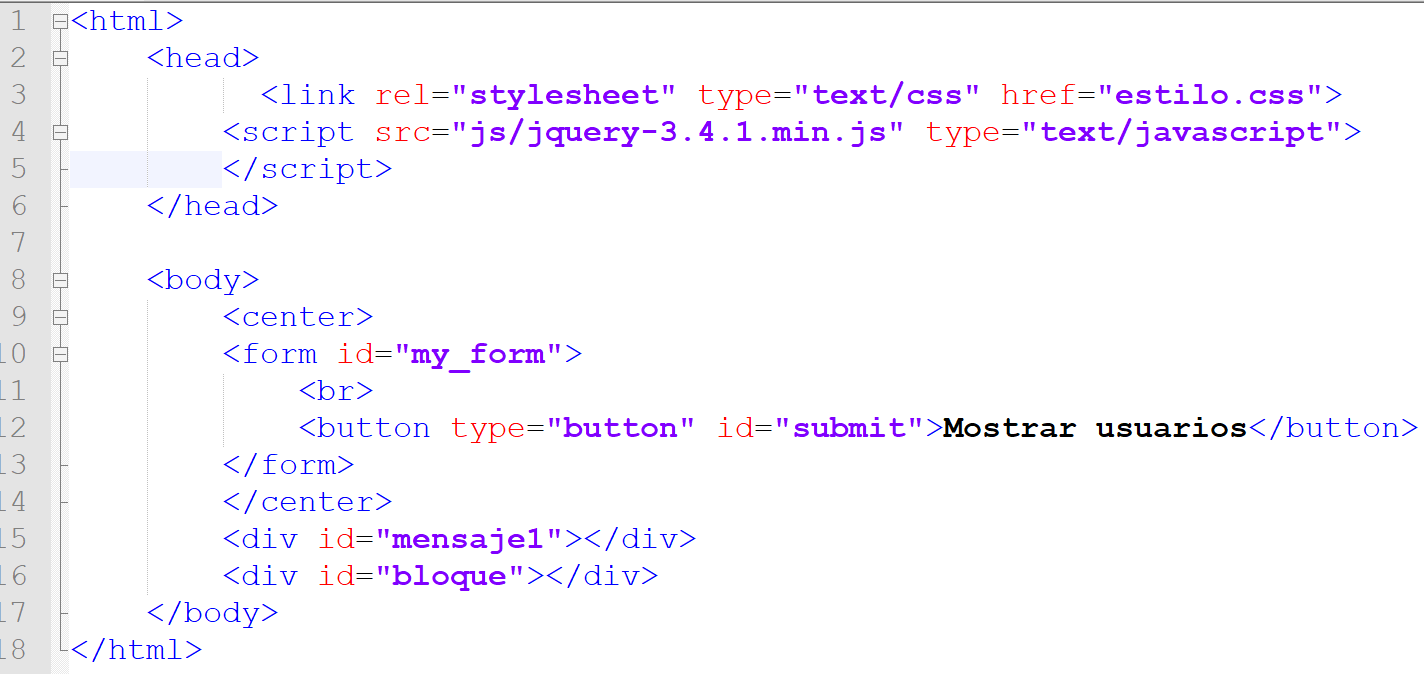 1 <html>
2 <head>
3 <link rel="stylesheet" type="text/css" href="estilo.css">
4 <script src="js/jquery-3.4.1.min.js" type="text/javascript">
5 </script>
6 </head>
7
8 <body>
9 <center>
10 <form id="my_form">
11 <br>
12 <button type="button" id="submit">Mostrar usuarios</button>
13 </form>
14 </center>
15 <div id="mensaje1"></div>
16 <div id="bloque"></div>
17 </body>
18 </html>